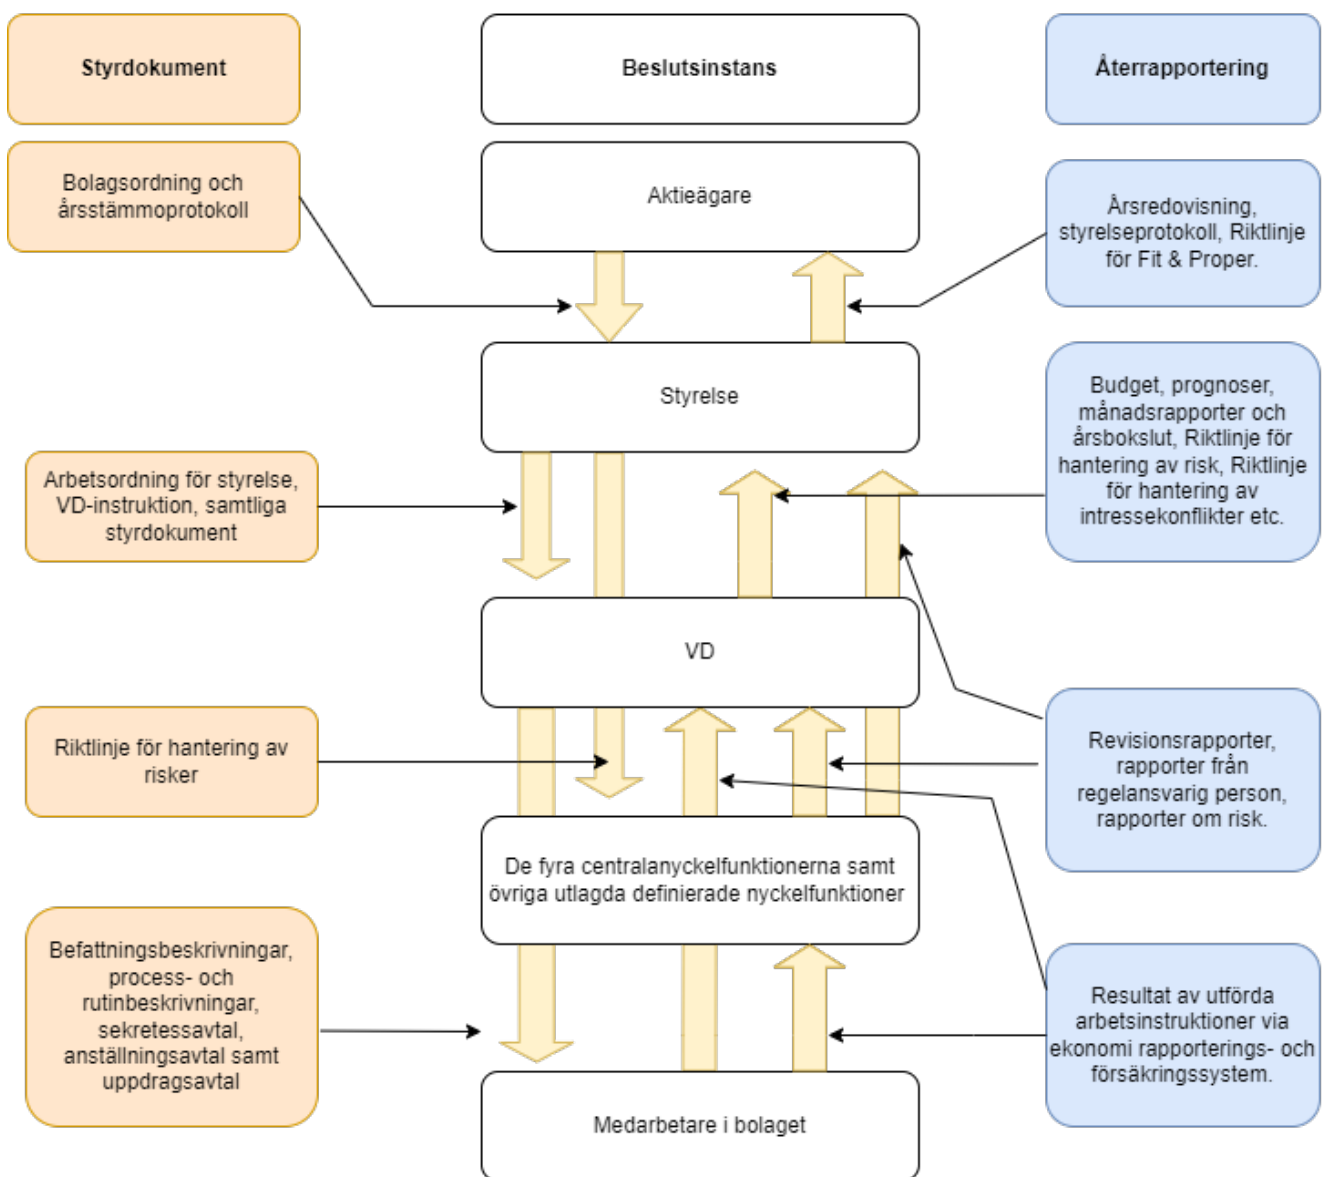 Styrdokument
Beslutsinstans
Återrapportering
Bolagsordning och
årsstämmoprotokoll
Aktieägare
Årsredovisning,
styrelseprotokoll, Riktlinje
för Fit & Proper.
Styrelse
Budget, prognoser,
månadsrapporter och
årsbokslut, Riktlinje för
hantering av risk, Riktlinje
för hantering av
intressekonflikter etc.
Arbetsordning för styrelse,
VD-instruktion, samtliga
styrdokument
VD
Riktlinje för hantering av
risker
Revisionsrapporter,
rapporter från
regelansvarig person,
rapporter om risk.
De fyra centralanyckelfunktionerna samt
övriga utlagda definierade nyckelfunktioner
Befattningsbeskrivningar,
process- och
rutinbeskrivningar,
sekretessavtal,
anställningsavtal samt
uppdragsavtal
Resultat av utförda
arbetsinstruktioner via
ekonomi rapporterings- och
försäkringssystem.
Medarbetare i bolaget